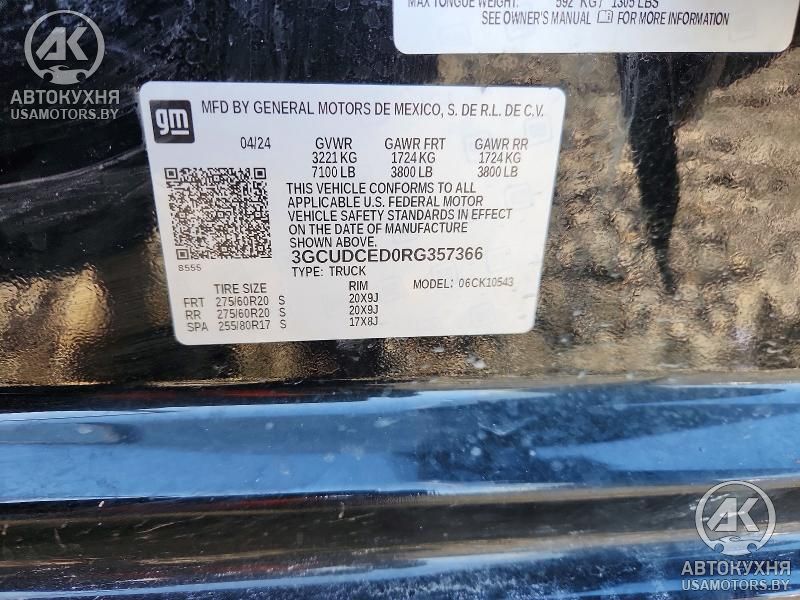 MAX TONGUE WEIGHT: 592 KG / 1305 LBS
SEE OWNER'S MANUAL FOR MORE INFORMATION
AK
АВТОКУХНЯ
USAMOTORS.BY
gm
MFD BY GENERAL MOTORS DE MEXICO, S. DE R.L. DE C.V.
04/24 GVWR GAWR FRT GAWR RR
3221 KG 1724 KG 1724 KG
7100 LB 3800 LB 3800 LB
THIS VEHICLE CONFORMS TO ALL
APPLICABLE U.S. FEDERAL MOTOR
VEHICLE SAFETY STANDARDS IN EFFECT
ON THE DATE OF MANUFACTURE
SHOWN ABOVE.
8555
3GCUDCED0RG357366
TYPE: TRUCK MODEL: 06CK10543
TIRE SIZE RIM
FRT 275/60R20 S 20X9J
RR 275/60R20 S 20X9J
SPA 255/80R17 S 17X8J
AK
АВТОКУХНЯ
USAMOTORS.BY